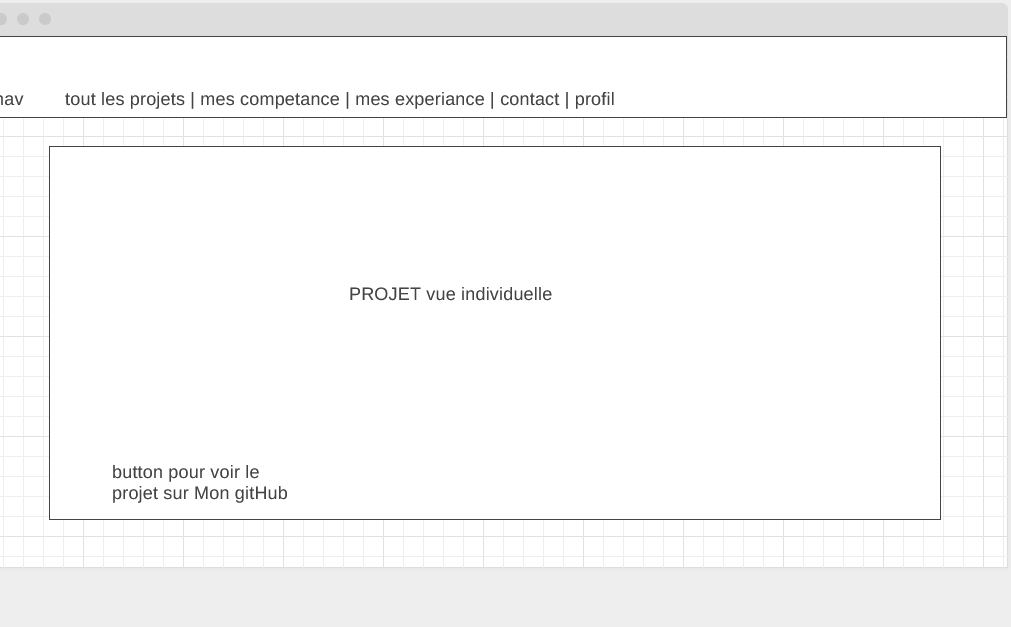 nav tout les projets | mes competance | mes experiance | contact | profil
PROJET vue individuelle
button pour voir le
projet sur Mon gitHub